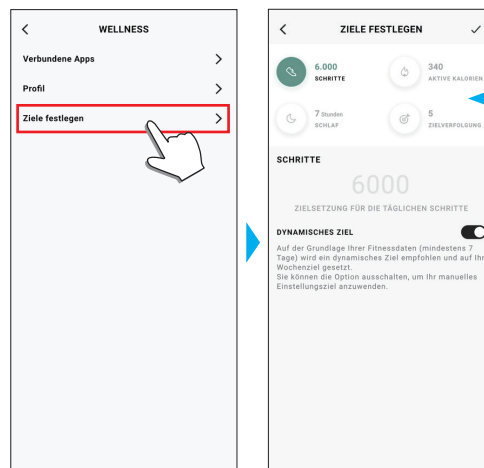 WELLNESS
Verbundene Apps
Profil
Ziele festlegen
ZIELE FESTLEGEN
6.000
SCHRITTE
340
AKTIVE KALORIEN
7 Stunden
SCHLAF
5
ZIELVERFOLGUNG
SCHRITTE
6000
ZIELSETZUNG FÜR DIE TÄGLICHEN SCHRITTE
DYNAMISCHES ZIEL
Auf der Grundlage Ihrer Fitnessdaten (mindestens 7
Tage) wird ein dynamisches Ziel empfohlen und auf Ihr
Wochenziel gesetzt.
Sie können die Option ausschalten, um Ihr manuelles
Einstellungsziel anzuwenden.